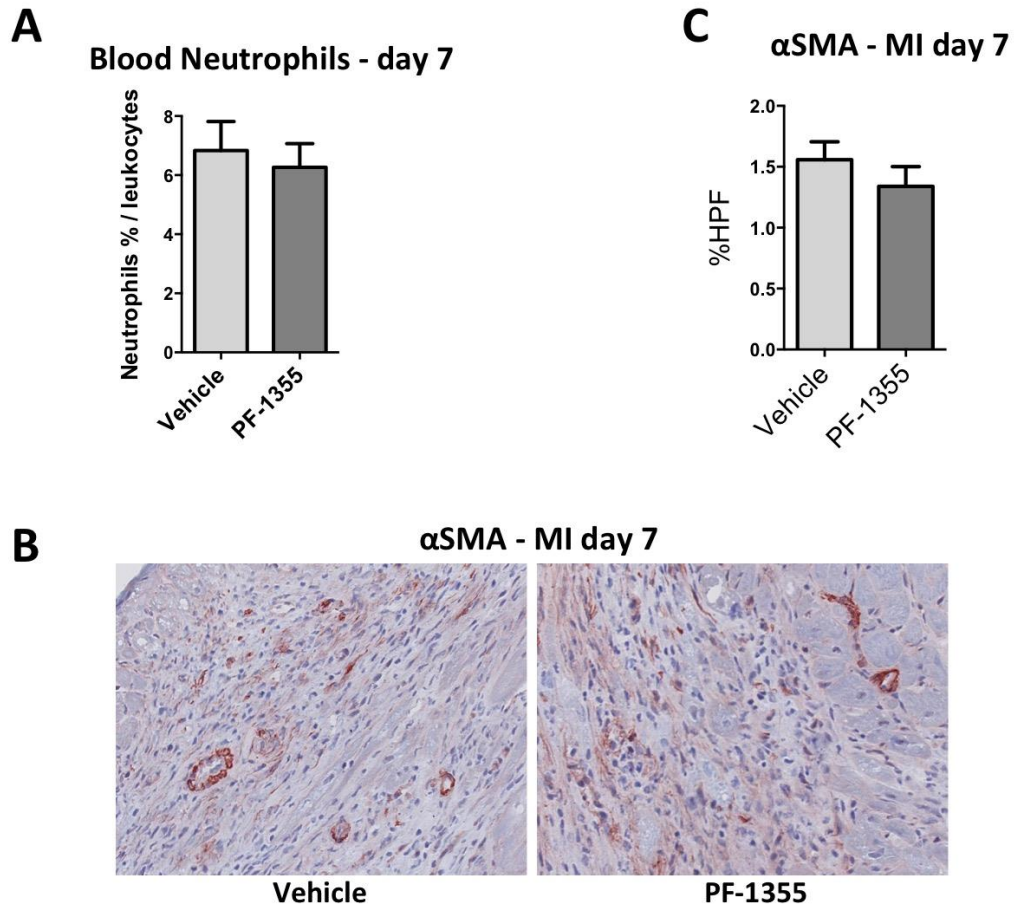 A
Blood Neutrophils - day 7
Neutrophils % / leukocytes
8
6
4
2
0
Vehicle
PF-1355
C
αSMA - MI day 7
%HPF
2.0
1.5
1.0
0.5
0.0
Vehicle
PF-1355
B
αSMA - MI day 7
Vehicle
PF-1355